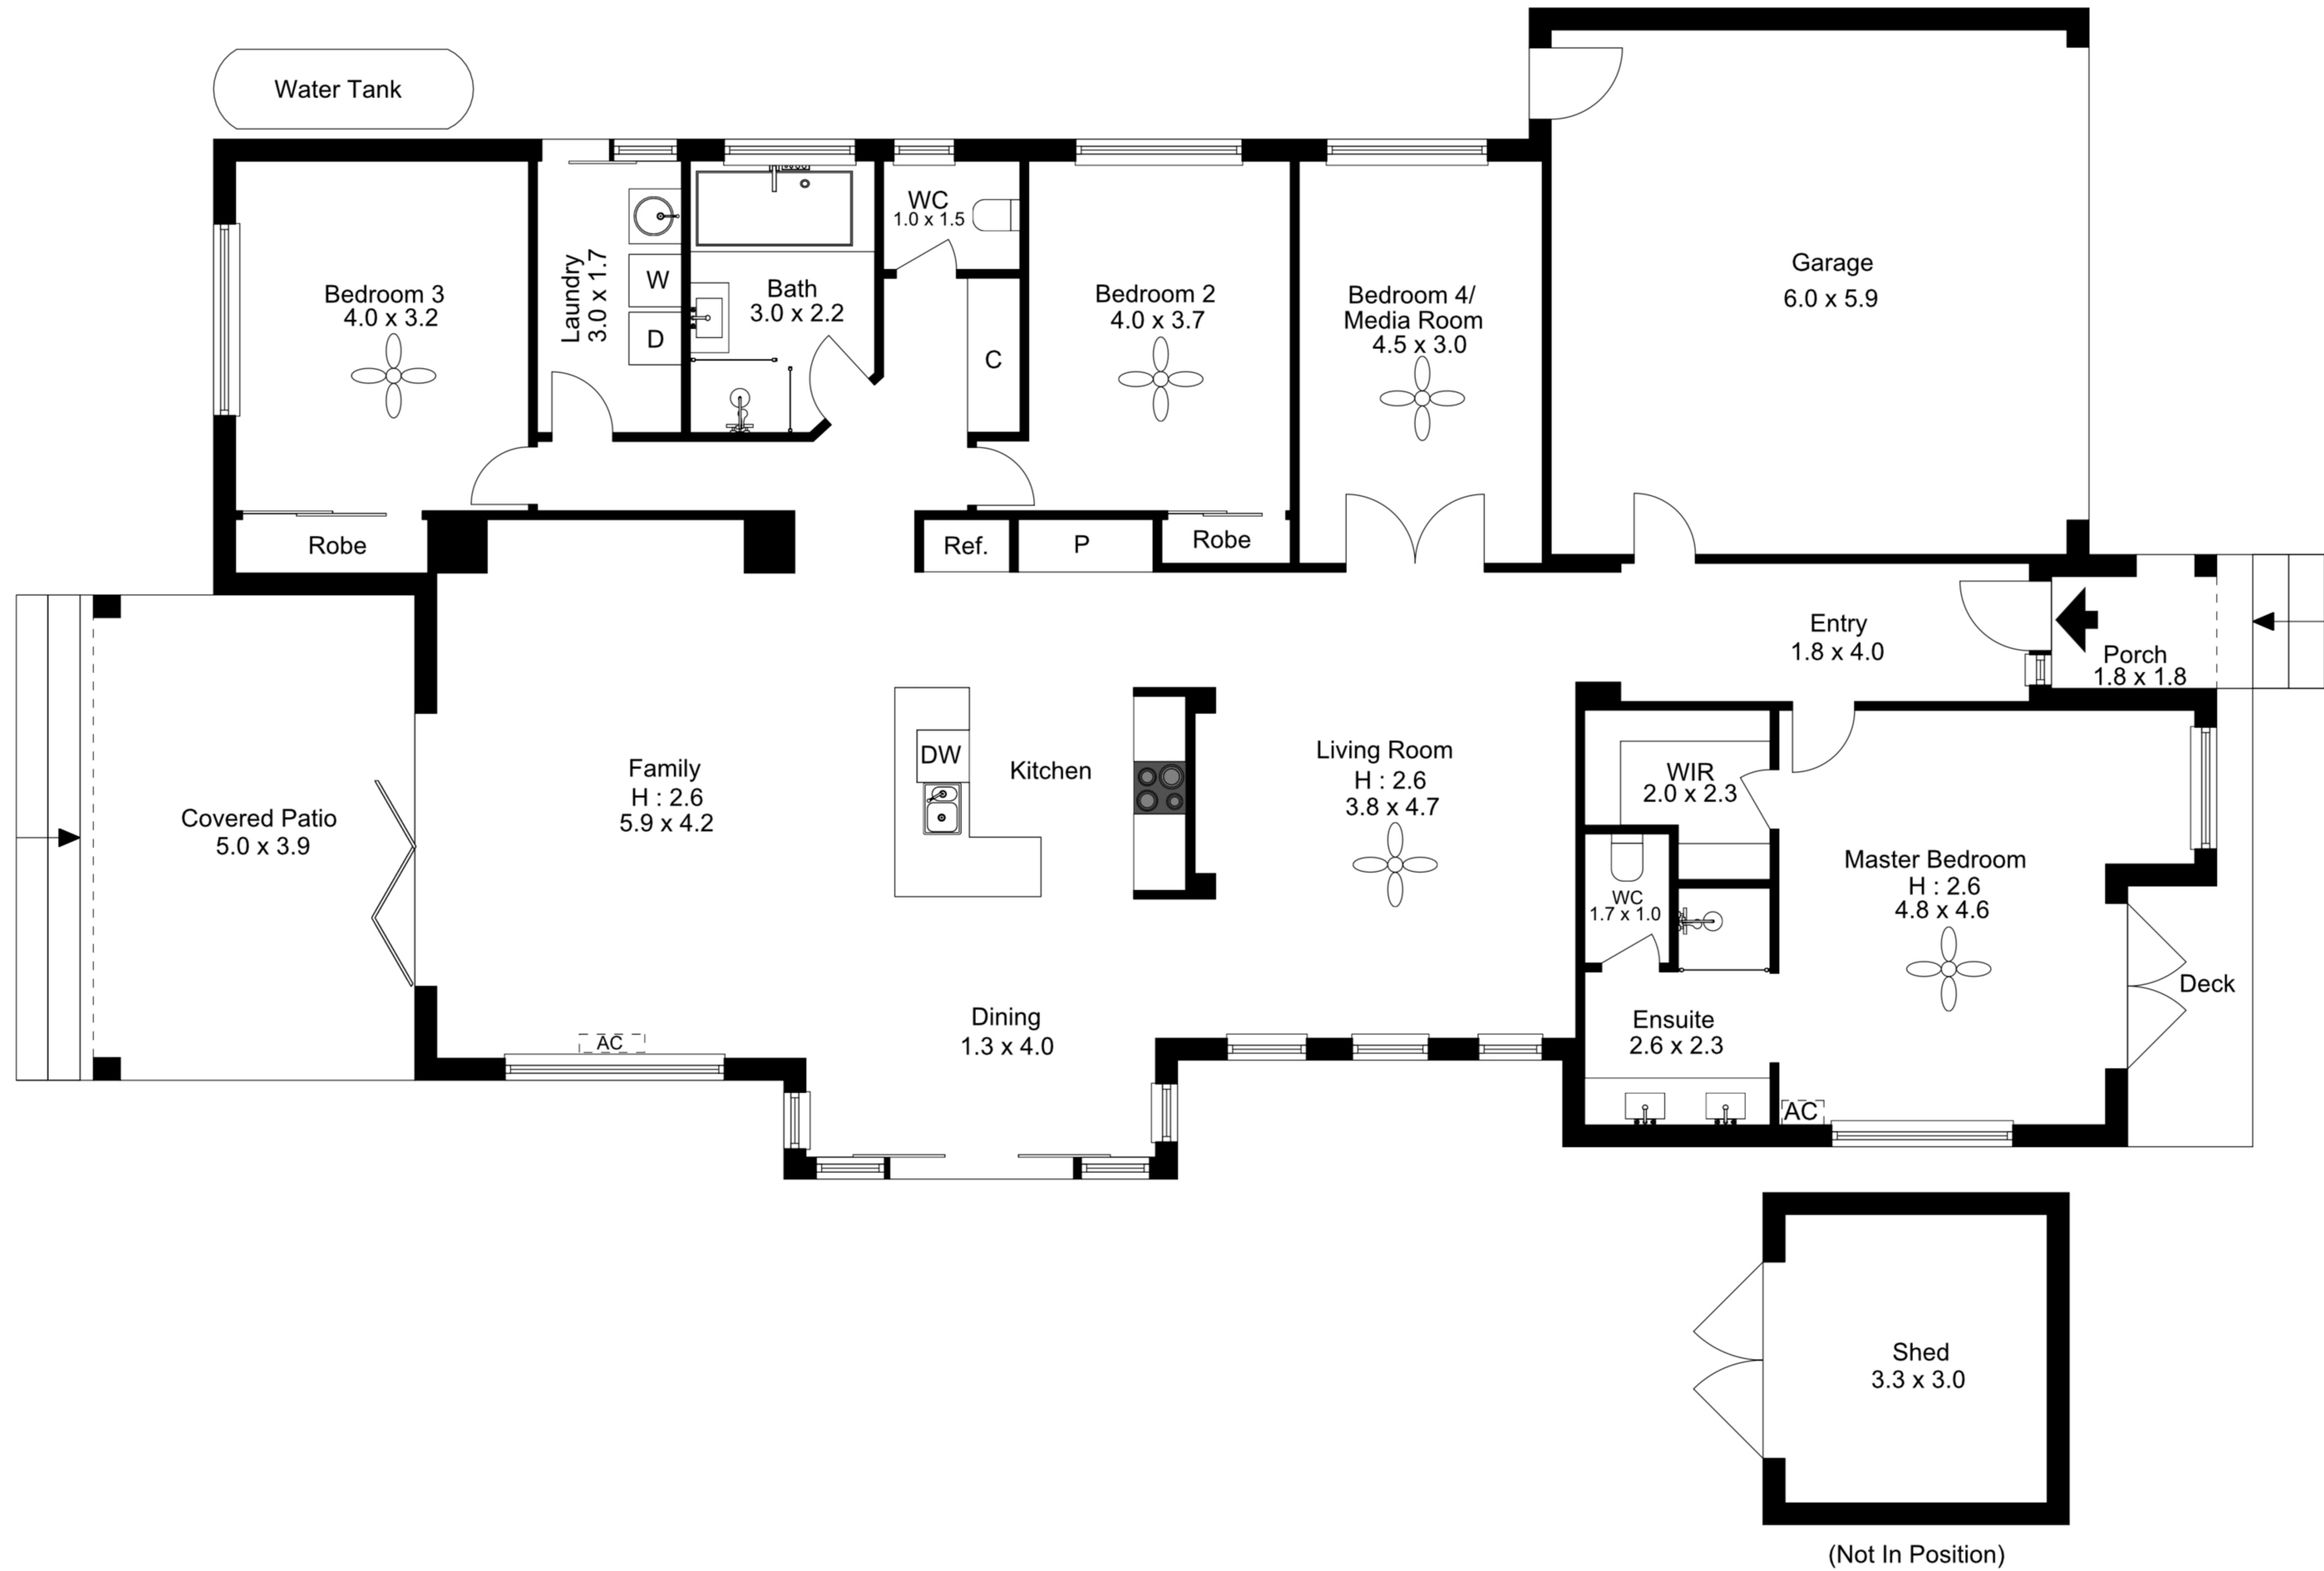 Water Tank
Bedroom 3
4.0 x 3.2
Laundry
3.0 x 1.7
W
D
Bath
3.0 x 2.2
WC
1.0 x 1.5
C
Bedroom 2
4.0 x 3.7
Bedroom 4/
Media Room
4.5 x 3.0
Garage
6.0 x 5.9
Robe
Ref.
P
Robe
Entry
1.8 x 4.0
Porch
1.8 x 1.8
Covered Patio
5.0 x 3.9
Family
H : 2.6
5.9 x 4.2
AC
DW
Kitchen
Living Room
H : 2.6
3.8 x 4.7
Dining
1.3 x 4.0
WIR
2.0 x 2.3
WC
1.7 x 1.0
Ensuite
2.6 x 2.3
Master Bedroom
H : 2.6
4.8 x 4.6
AC
Deck
Shed
3.3 x 3.0
(Not In Position)